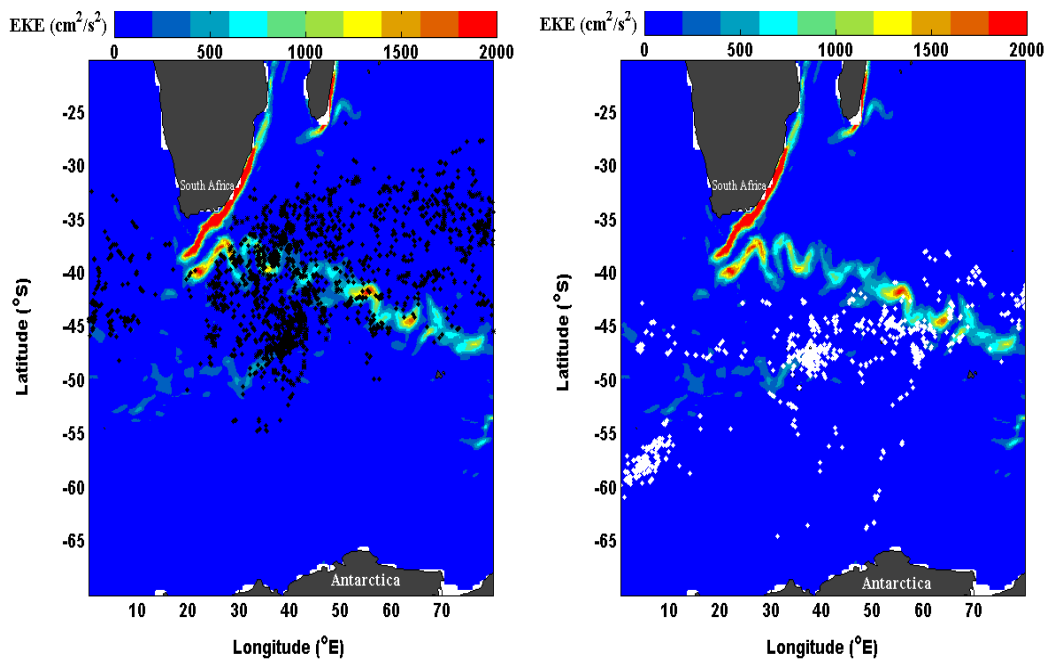 EKE (cm²/s²) EKE (cm²/s²)
0 500 1000 1500 2000 0 500 1000 1500 2000
-25 -25
-30 -30
South Africa South Africa
-35 -35
-40 -40
Latitude (°S) Latitude (°S)
-45 -45
-50 -50
-55 -55
-60 -60
-65 -65
Antarctica Antarctica
10 20 30 40 50 60 70 10 20 30 40 50 60 70
Longitude (°E) Longitude (°E)